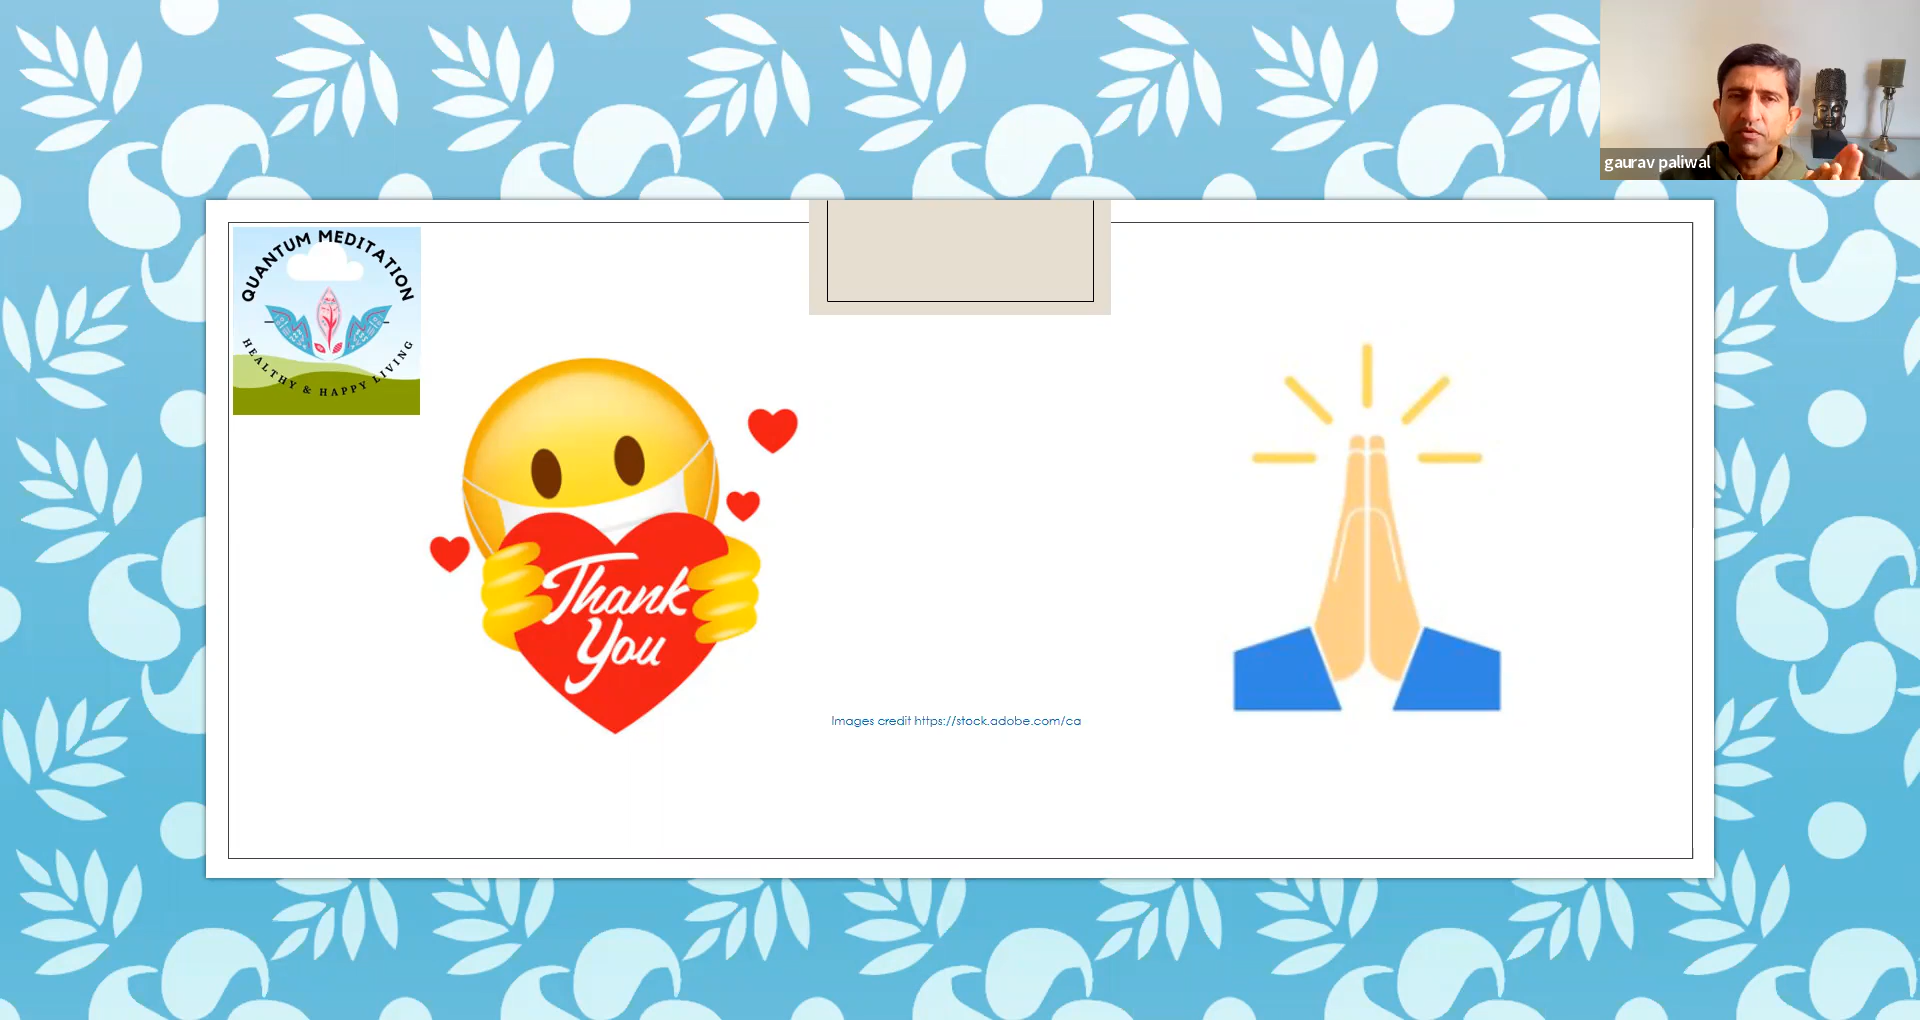 gaurav paliwal
QUANTUM MEDITATION
HEALTHY & HAPPY LIVING
Thank
You
Images credit https://stock.adobe.com/ca